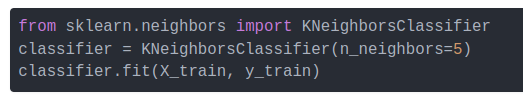 from sklearn.neighbors import KNeighborsClassifier
classifier = KNeighborsClassifier(n_neighbors=5)
classifier.fit(X_train, y_train)